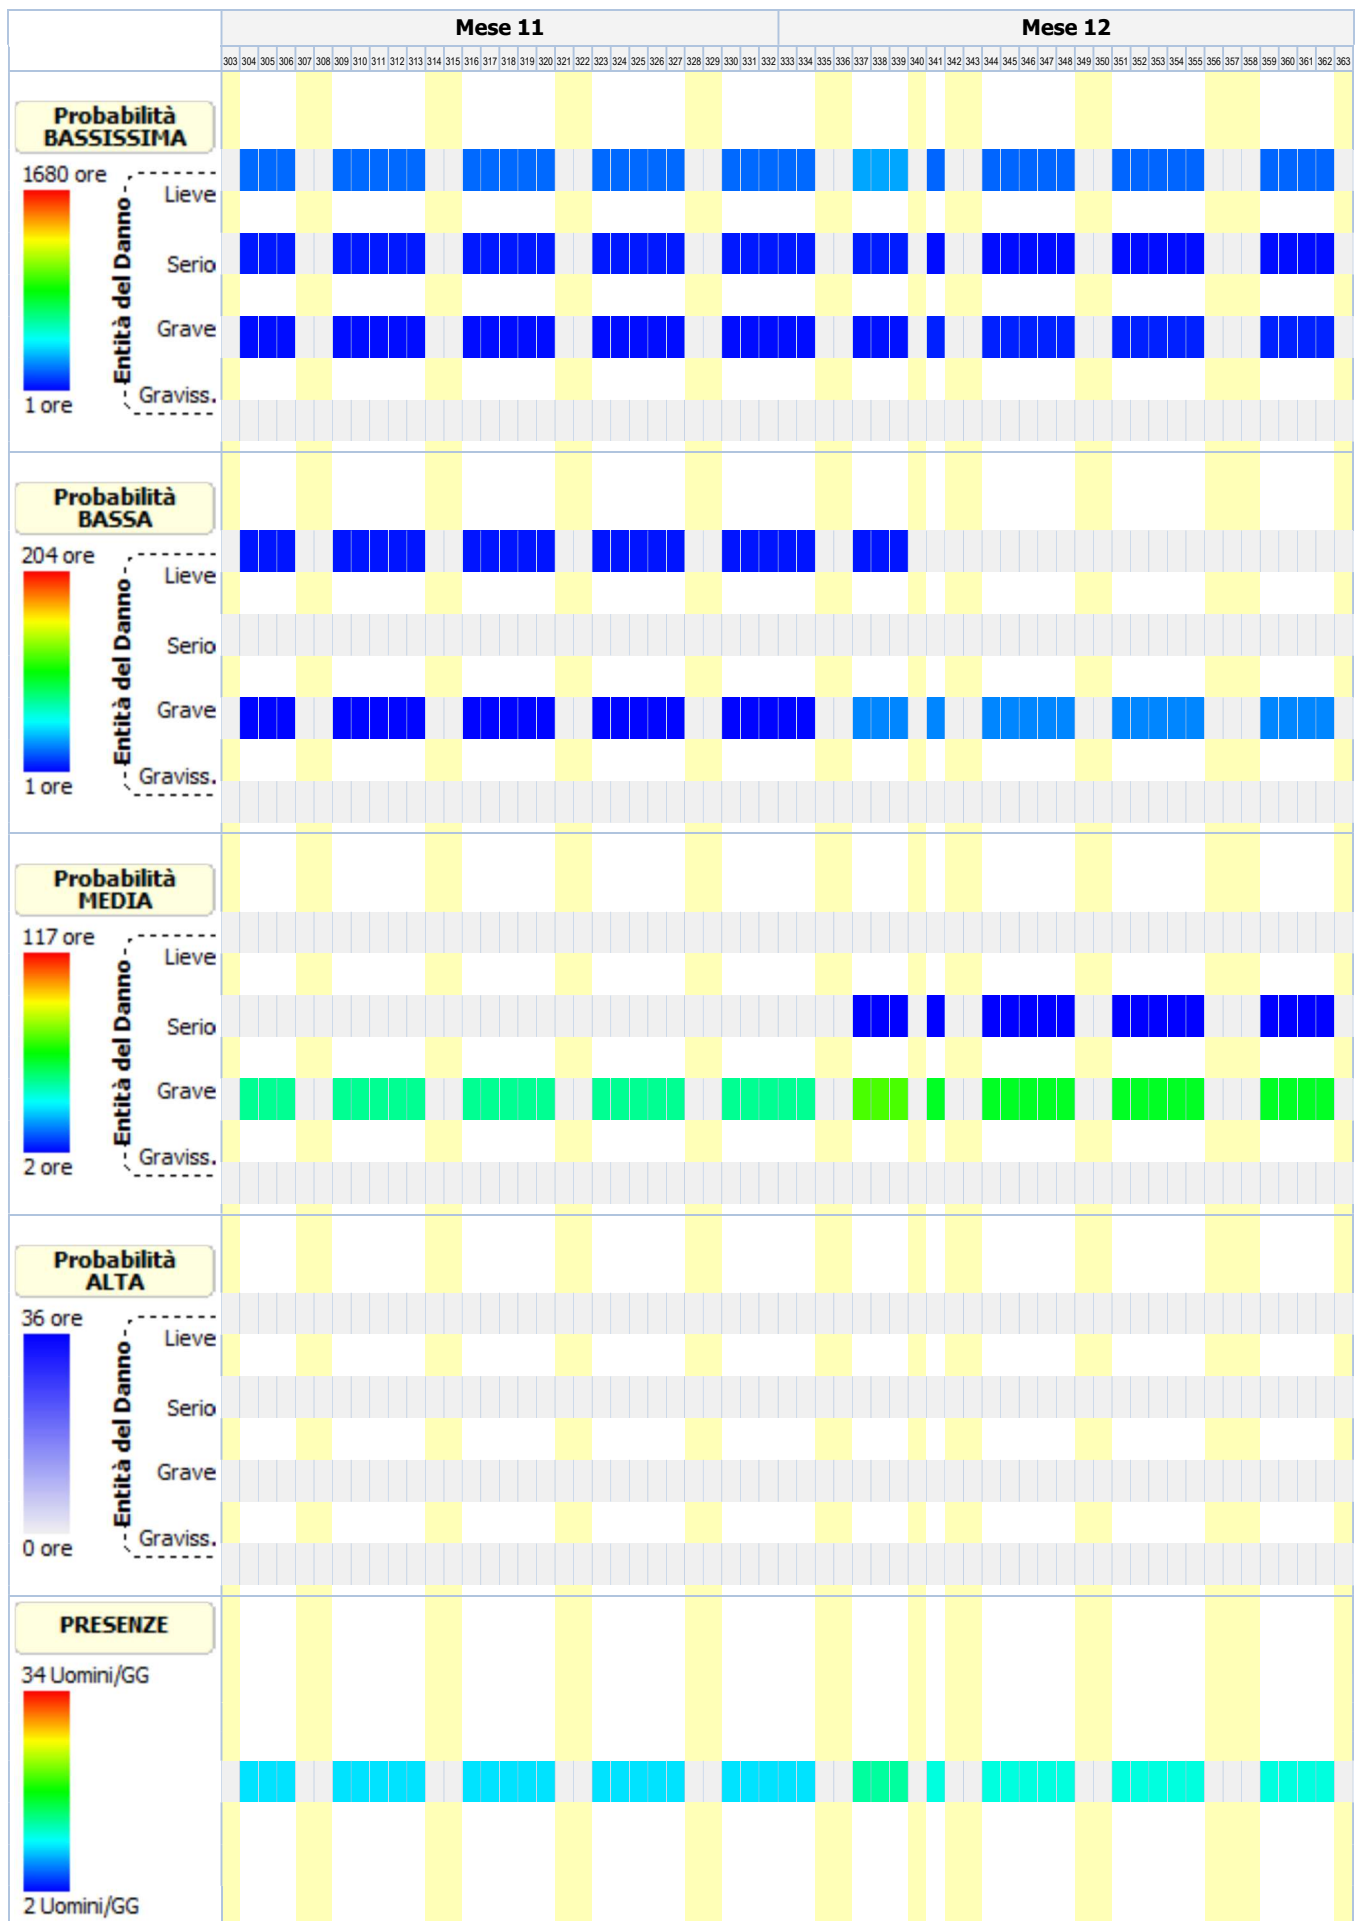 Mese 11 Mese 12
303 304 305 306 307 308 309 310 311 312 313 314 315 316 317 318 319 320 321 322 323 324 325 326 327 328 329 330 331 332 333 334 335 336 337 338 339 340 341 342 343 344 345 346 347 348 349 350 351 352 353 354 355 356 357 358 359 360 361 362 363
Probabilità
BASSISSIMA
1680 ore
1 ore
Entità del Danno
Lieve
Serio
Grave
Graviss.
Probabilità
BASSA
204 ore
1 ore
Entità del Danno
Lieve
Serio
Grave
Graviss.
Probabilità
MEDIA
117 ore
2 ore
Entità del Danno
Lieve
Serio
Grave
Graviss.
Probabilità
ALTA
36 ore
0 ore
Entità del Danno
Lieve
Serio
Grave
Graviss.
PRESENZE
34 Uomini/GG
2 Uomini/GG